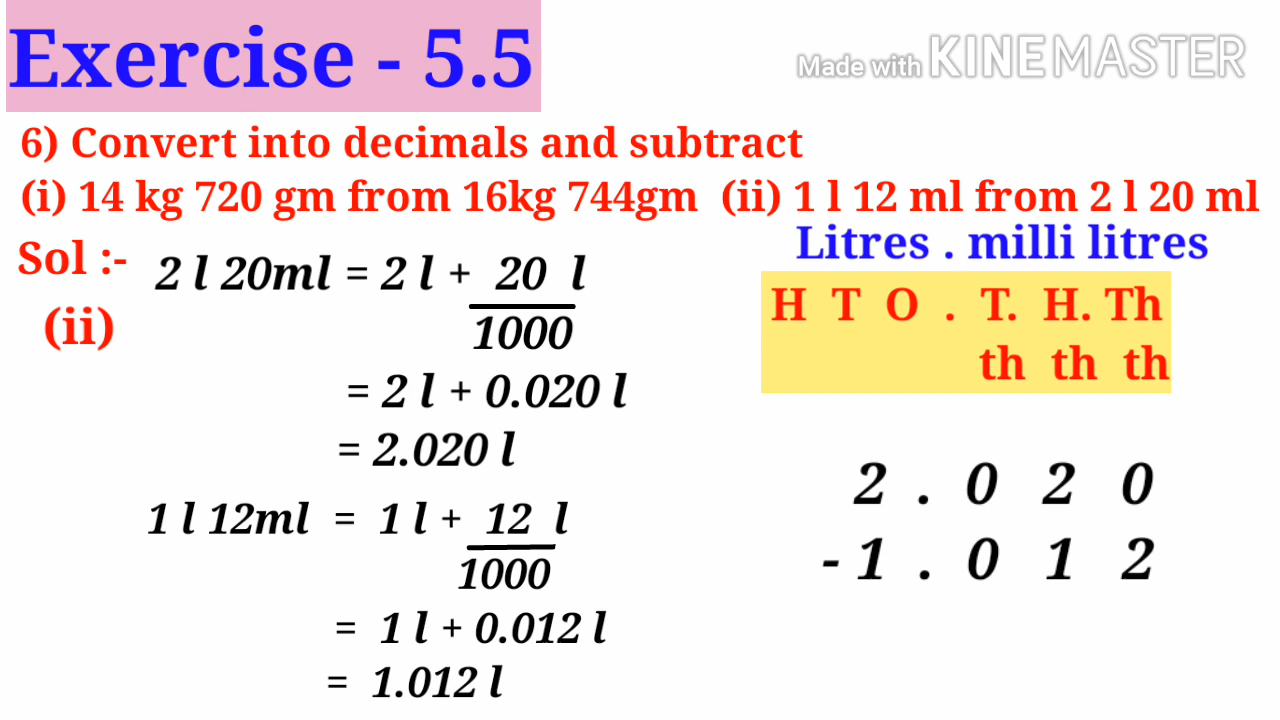 Exercise - 5.5
Made with KINEMASTER
6) Convert into decimals and subtract
(i) 14 kg 720 gm from 16kg 744gm (ii) 1 l 12 ml from 2 l 20 ml
Sol :-
(ii)
2 l 20ml = 2 l + 20 l
1000
= 2 l + 0.020 l
= 2.020 l
1 l 12ml = 1 l + 12 l
1000
= 1 l + 0.012 l
= 1.012 l
Litres . milli litres
H T O . T. H. Th
th th th
2 . 0 2 0
- 1 . 0 1 2